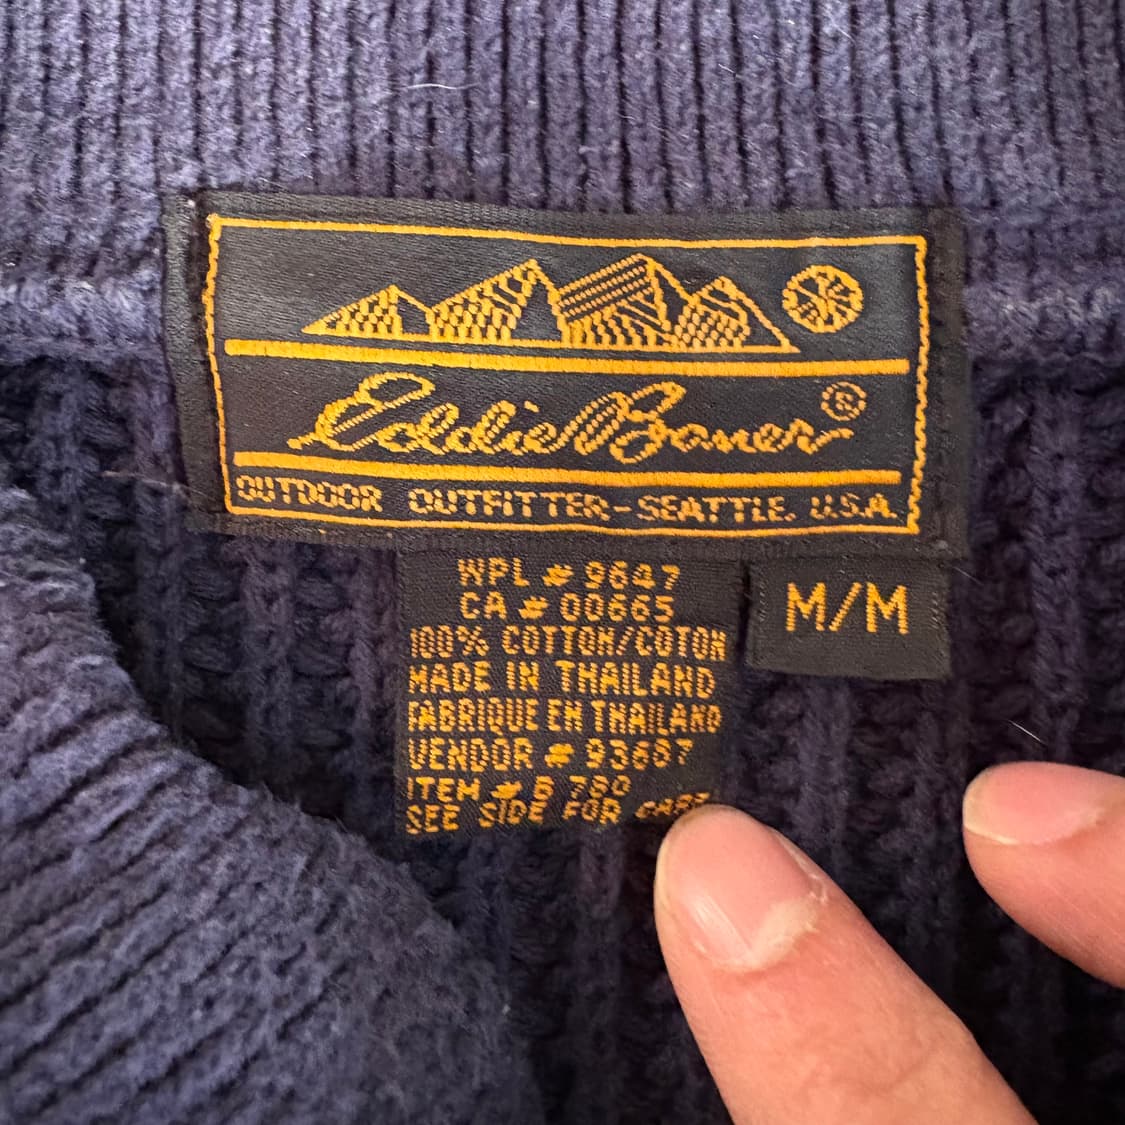 Eddie Bauer ®
OUTDOOR OUTFITTER-SEATTLE, U.S.A.
WPL # 9647
CA # 00665
100% COTTON/COTON
MADE IN THAILAND
FABRIQUE EN THAILAND
VENDOR # 93687
ITEM # B 780
SEE SIDE FOR CARE
M/M